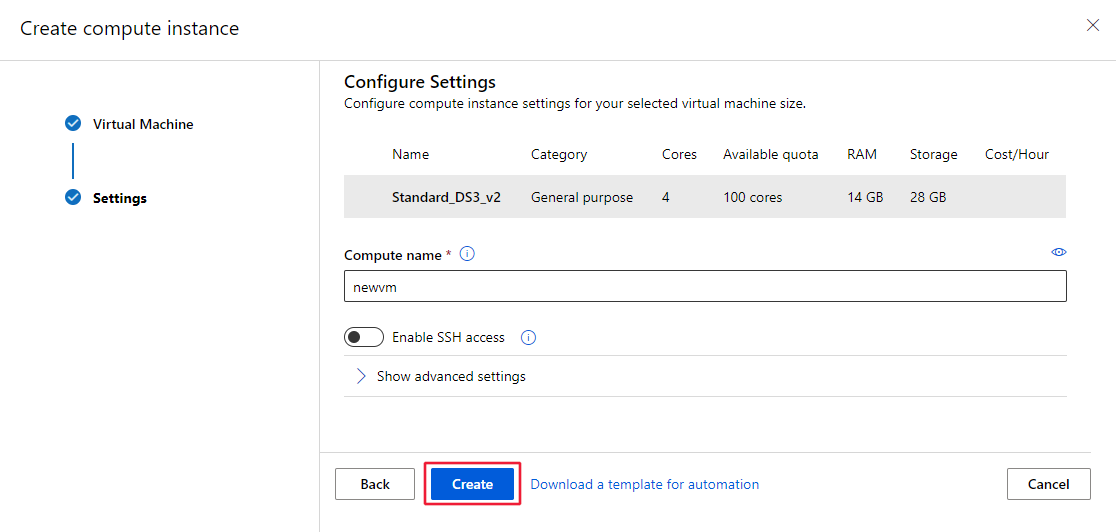 Create compute instance
Virtual Machine
Settings
Configure Settings
Configure compute instance settings for your selected virtual machine size.
Name Category Cores Available quota RAM Storage Cost/Hour
Standard_DS3_v2 General purpose 4 100 cores 14 GB 28 GB
Compute name *
newvm
Enable SSH access
Show advanced settings
Back Create Download a template for automation Cancel